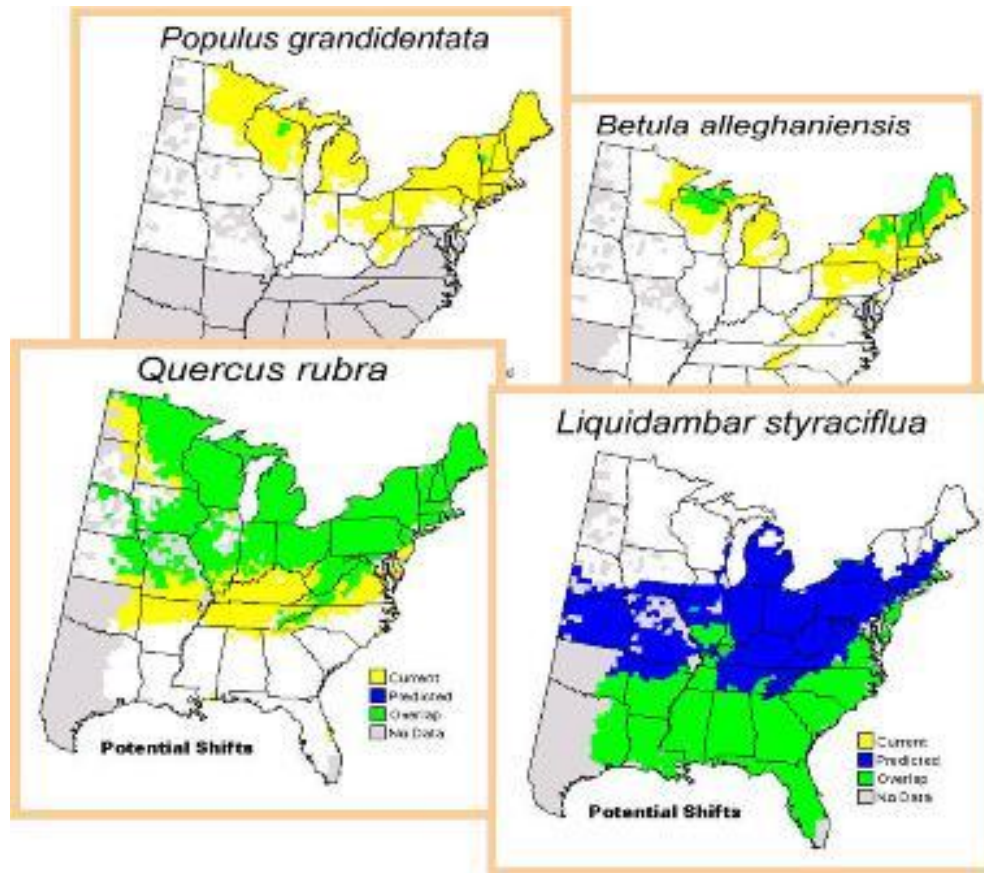 Populus grandidentata
Betula alleghaniensis
Quercus rubra
Current
Predicted
Overlap
No Data
Potential Shifts
Liquidambar styraciflua
Current
Predicted
Overlap
No Data
Potential Shifts